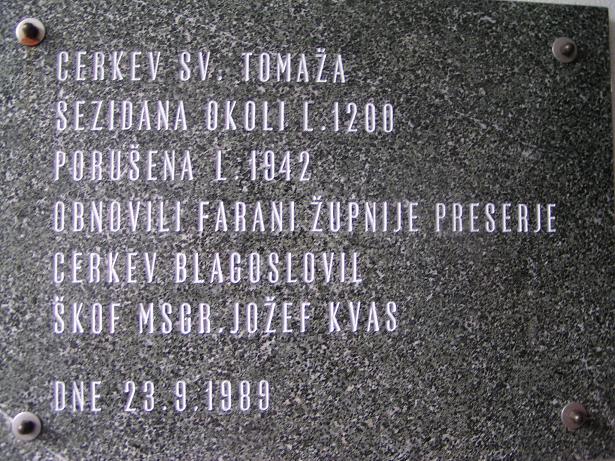 CERKEV SV. TOMAŽA
SEZIDANA OKOLI L.1200
PORUŠENA L.1942
OBNOVILI FARANI ŽUPNIJE PRESERJE
CERKEV BLAGOSLOVIL
ŠKOF MSGR.JOŽEF KVAS
DNE 23.9.1989